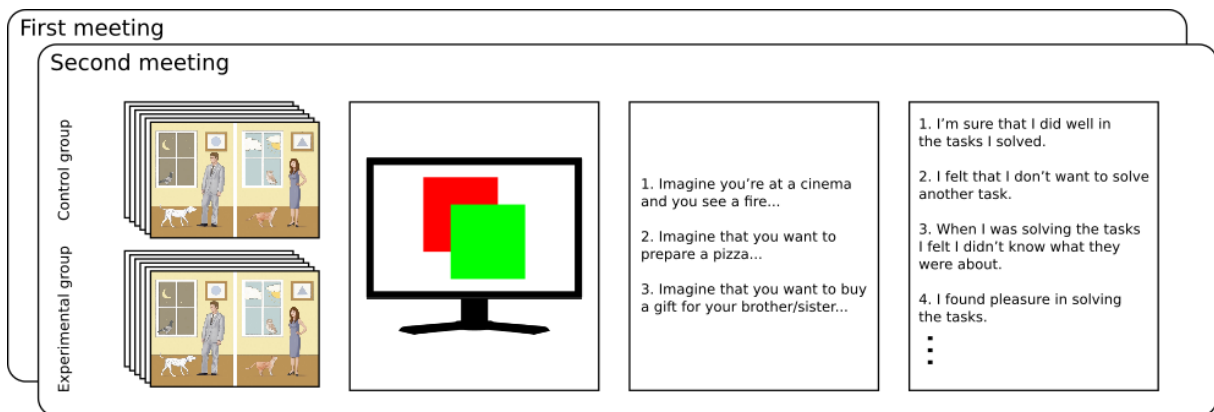 First meeting
Second meeting
Control group
Experimental group
1. Imagine you're at a cinema
and you see a fire...
2. Imagine that you want to
prepare a pizza...
3. Imagine that you want to buy
a gift for your brother/sister...
1. I'm sure that I did well in
the tasks I solved.
2. I felt that I don't want to solve
another task.
3. When I was solving the tasks
I felt I didn't know what they
were about.
4. I found pleasure in solving
the tasks.